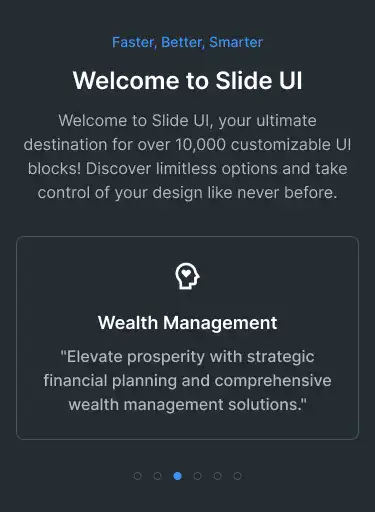 Faster, Better, Smarter
Welcome to Slide UI
Welcome to Slide UI, your ultimate
destination for over 10,000 customizable UI
blocks! Discover limitless options and take
control of your design like never before.
Wealth Management
"Elevate prosperity with strategic
financial planning and comprehensive
wealth management solutions."